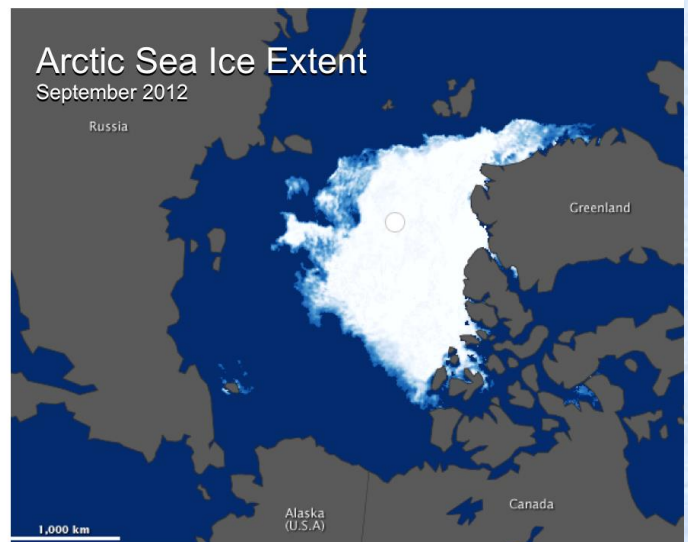 Arctic Sea Ice Extent
September 2012
Russia
Greenland
Canada
Alaska
(U.S.A)
1,000 km